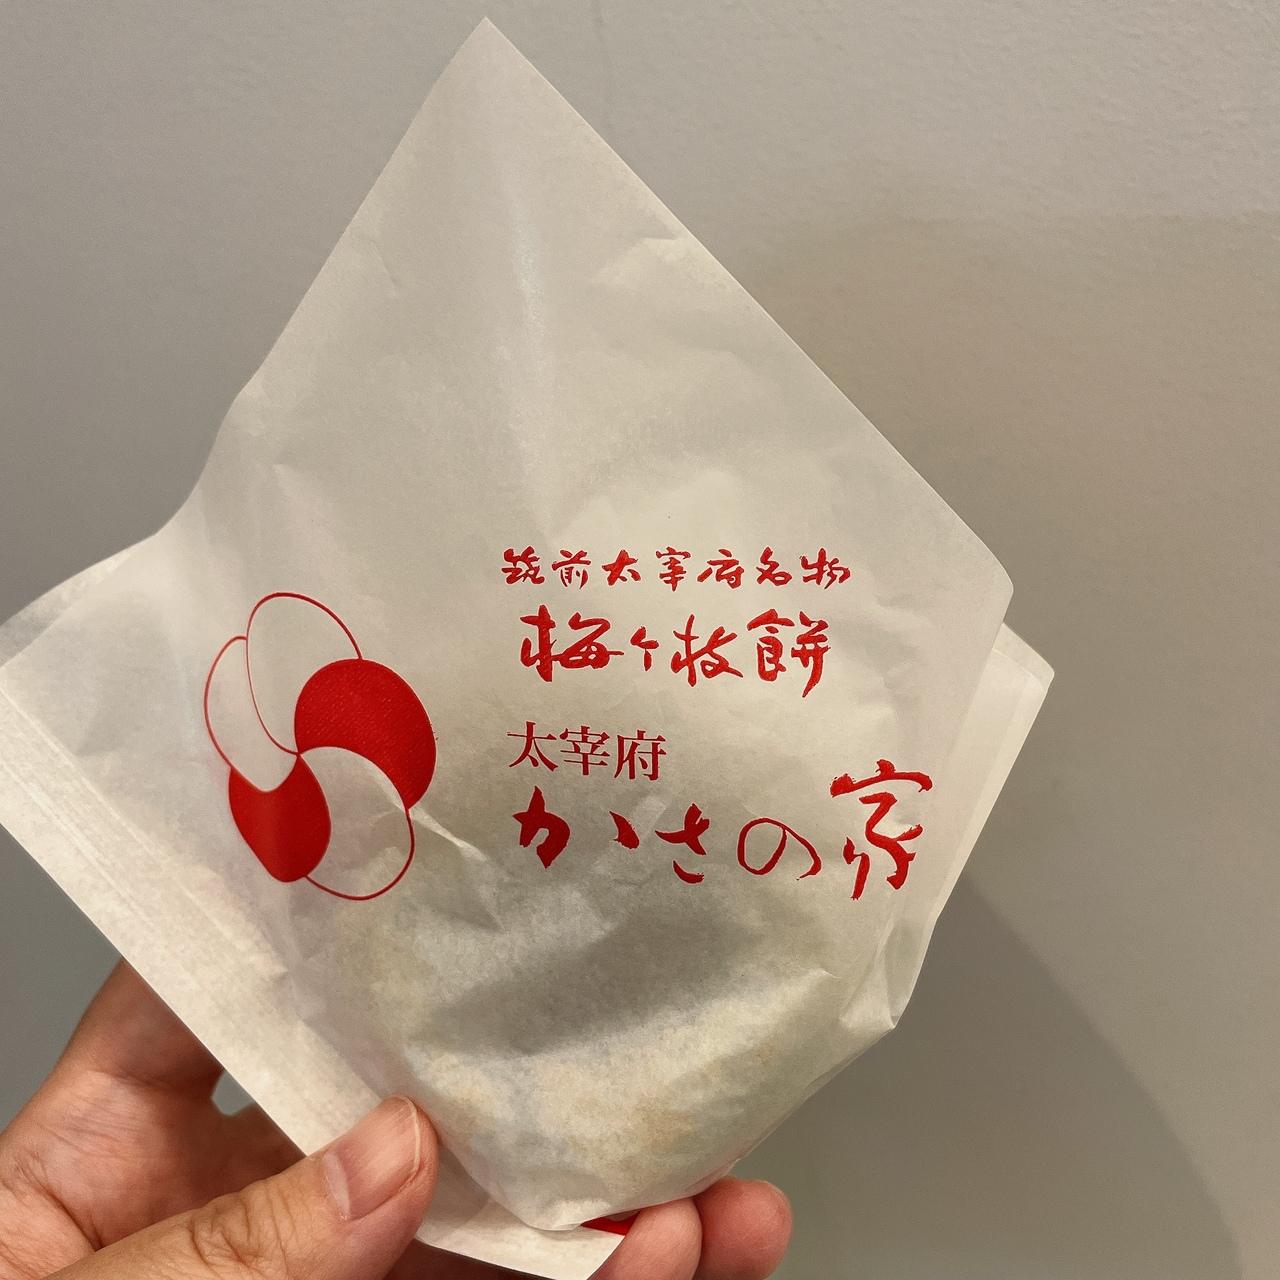 筑前太宰府名物
梅ヶ枝餅
太宰府
かさの家